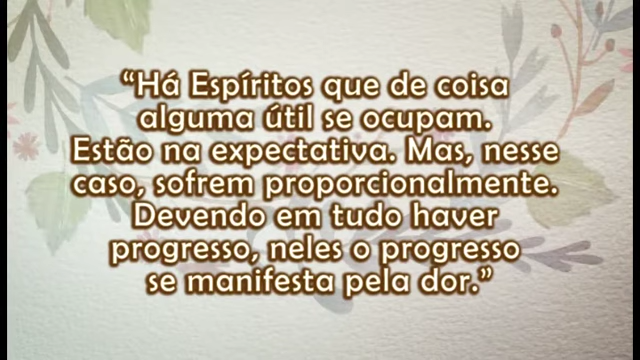 “Há Espíritos que de coisa
alguma útil se ocupam.
Estão na expectativa. Mas, nesse
caso, sofrem proporcionalmente.
Devendo em tudo haver
progresso, neles o progresso
se manifesta pela dor.”